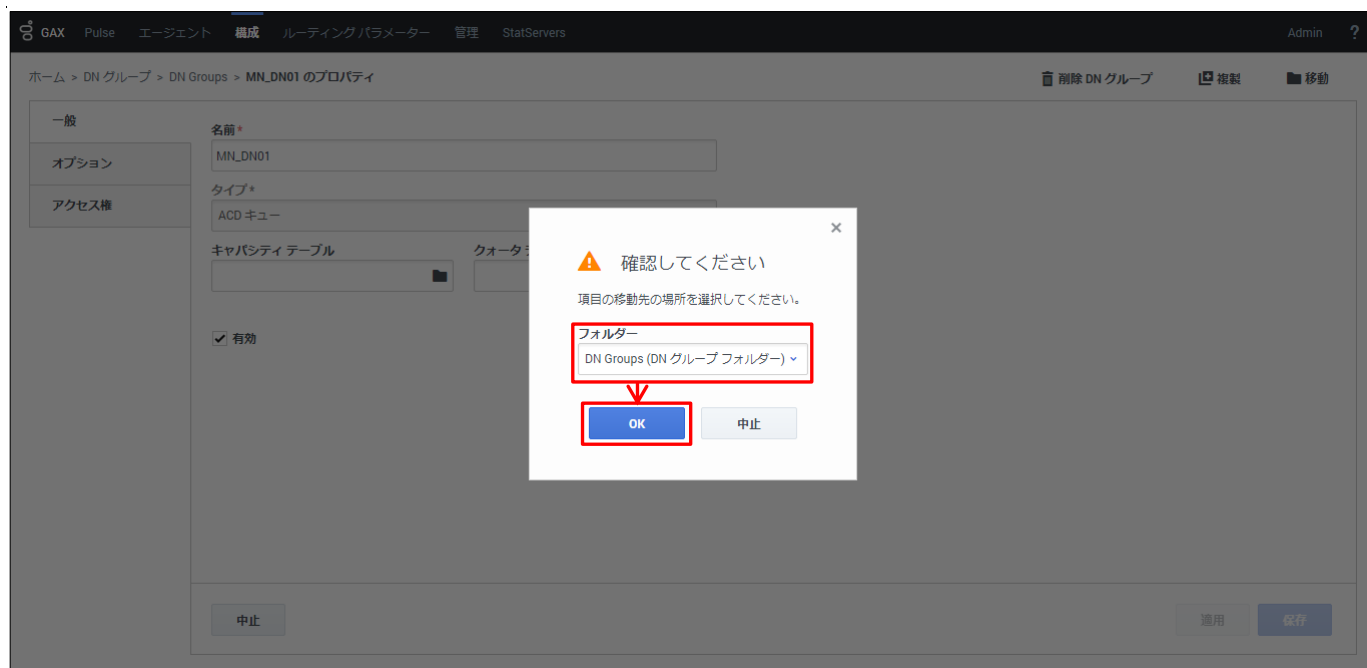 GAX Pulse エージェント 構成 ルーティング パラメーター 管理 StatServers Admin ?
ホーム > DN グループ > DN Groups > MN_DN01 のプロパティ 削除 DN グループ 複製 移動
一般
オプション
アクセス権
名前*
MN_DN01
タイプ*
ACD キュー
キャパシティ テーブル クォータ
有効
確認してください
項目の移動先の場所を選択してください。
フォルダー
DN Groups (DN グループ フォルダー)
OK 中止
中止 適用 保存